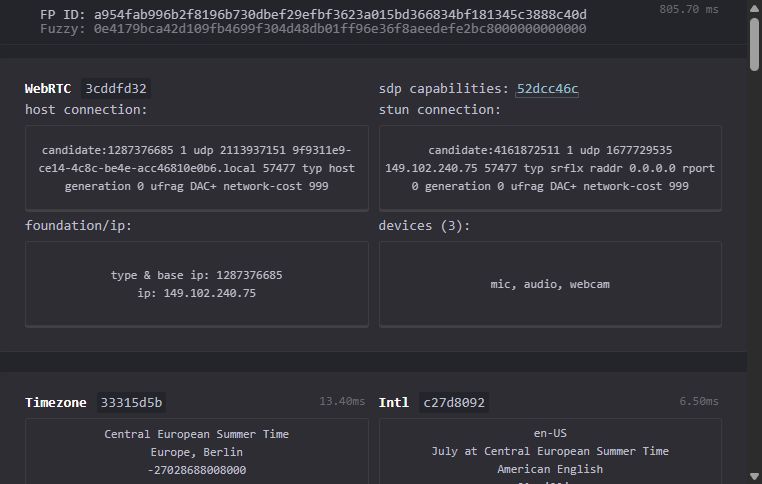 FP ID: a954fab996b2f8196b730dbef29efbf3623a015bd366834bf181345c3888c40d
805.70 ms
Fuzzy: 0e4179bca42d109fb4699f304d48db01ff96e36f8aeedefe2bc8000000000000
WebRTC 3cddfd32
host connection:
candidate:1287376685 1 udp 2113937151 9f9311e9-
ce14-4c8c-be4e-acc46810e0b6.local 57477 typ host
generation 0 ufrag DAC+ network-cost 999
sdp capabilities: 52dcc46c
stun connection:
candidate:4161872511 1 udp 1677729535
149.102.240.75 57477 typ srflx raddr 0.0.0.0 rport
0 generation 0 ufrag DAC+ network-cost 999
foundation/ip:
type & base ip: 1287376685
ip: 149.102.240.75
devices (3):
mic, audio, webcam
Timezone 33315d5b
13.40ms
Central European Summer Time
Europe, Berlin
-27028688008000
Intl c27d8092
6.50ms
en-US
July at Central European Summer Time
American English